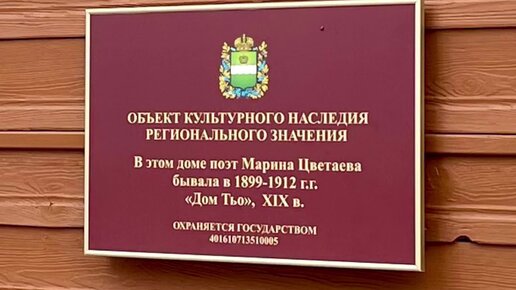 ОБЪЕКТ КУЛЬТУРНОГО НАСЛЕДИЯ
РЕГИОНАЛЬНОГО ЗНАЧЕНИЯ
В этом доме поэт Марина Цветаева
бывала в 1899-1912 г.г.
«Дом Тьо», XIX в.
ОХРАНЯЕТСЯ ГОСУДАРСТВОМ
401610713510005